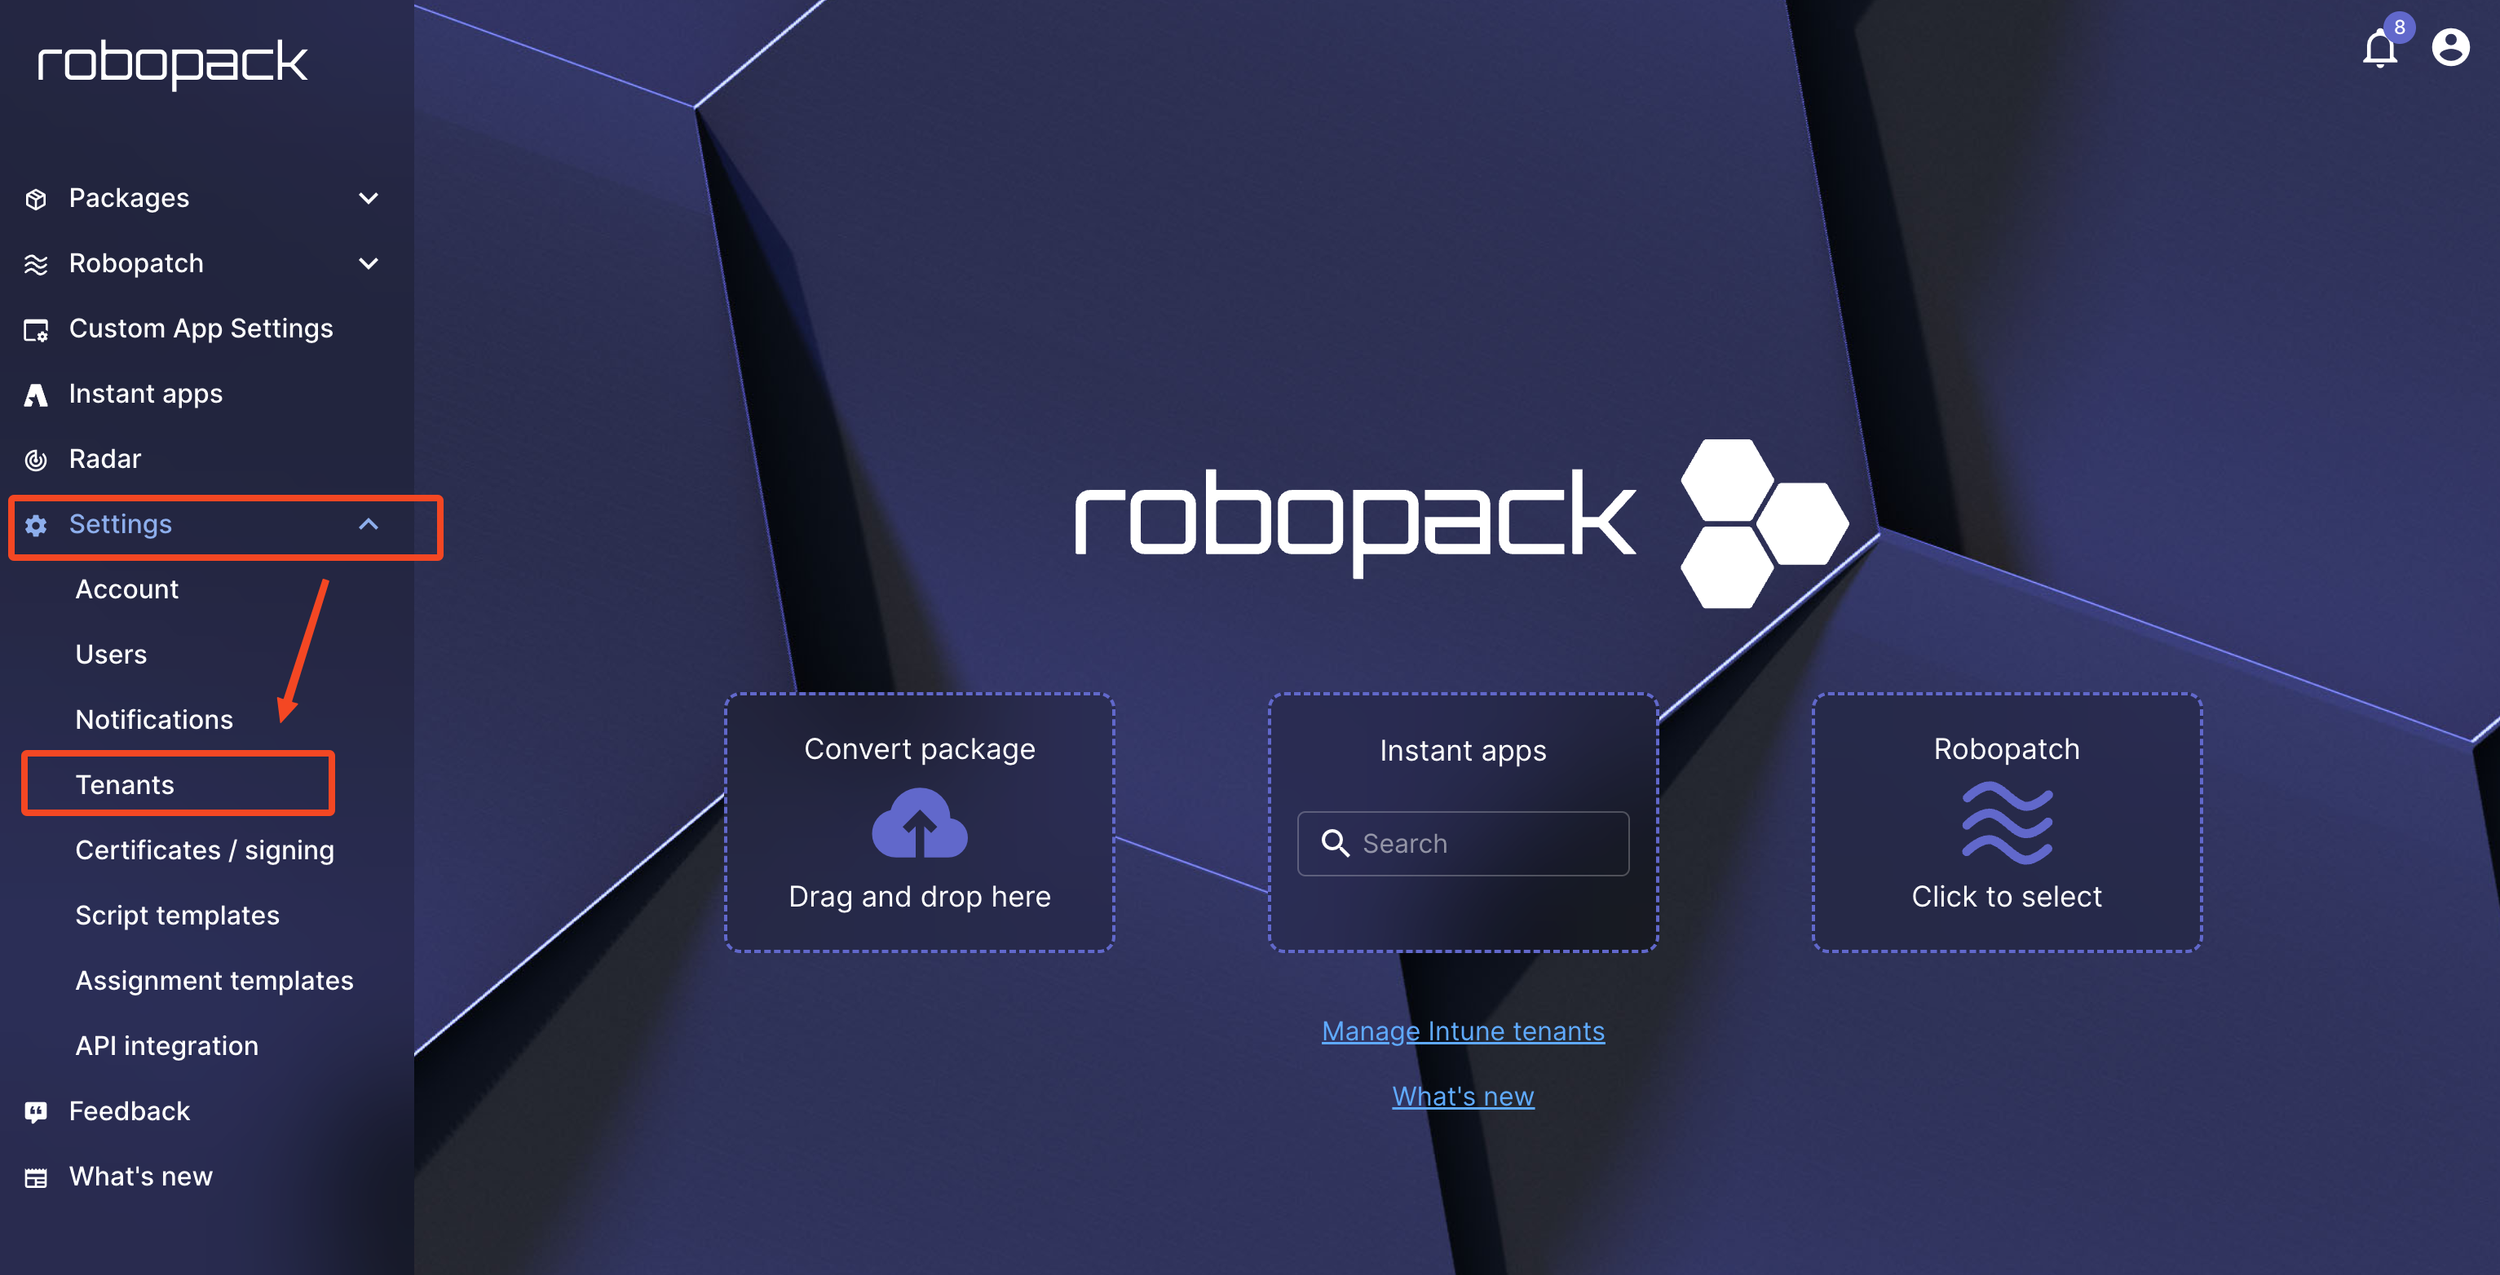 robopack
8
Packages
Robopatch
Custom App Settings
Instant apps
Radar
Settings
Account
Users
Notifications
Tenants
Certificates / signing
Script templates
Assignment templates
API integration
Feedback
What's new
robopack
Convert package
Drag and drop here
Instant apps
Search
Robopatch
Click to select
Manage Intune tenants
What's new